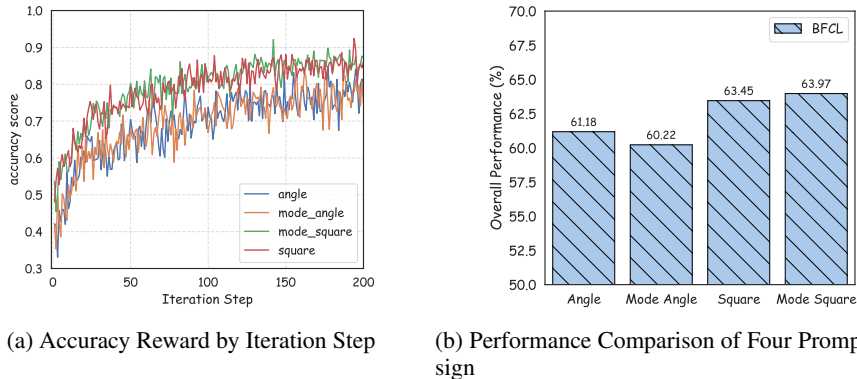 1.0
0.9
0.8
0.7
0.6
0.5
0.4
0.3
accuracy score
0
50
100
150
200
Iteration Step
angle
mode_angle
mode_square
square
(a) Accuracy Reward by Iteration Step
70.0
67.5
65.0
62.5
60.0
57.5
55.0
52.5
50.0
Overall Performance (%)
BFCL
61.18
60.22
63.45
63.97
Angle
Mode Angle
Square
Mode Square
(b) Performance Comparison of Four Promp
sign